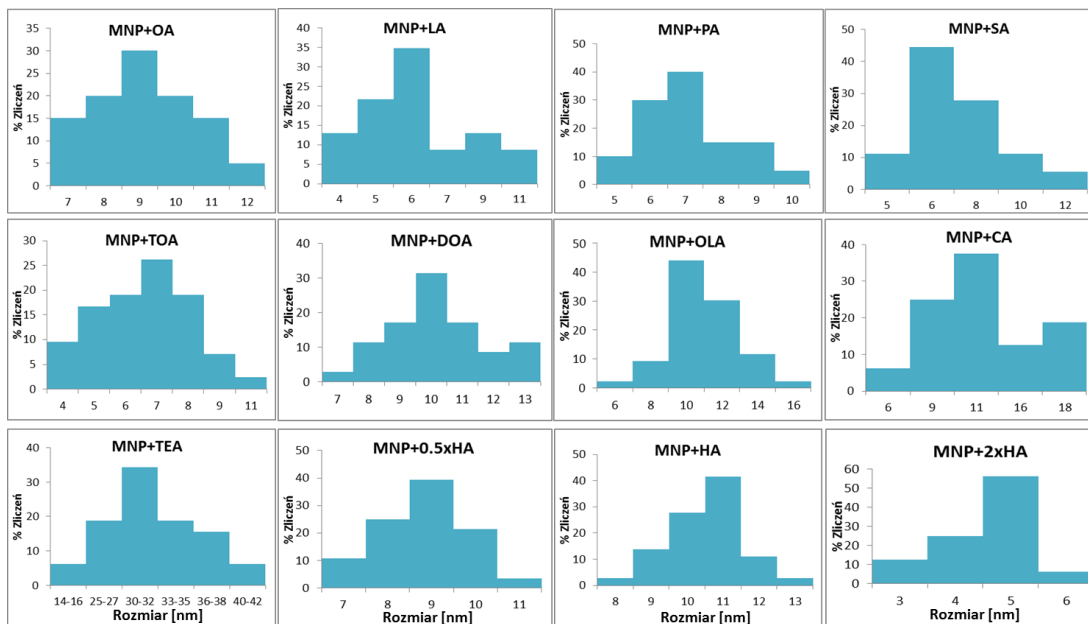 MNP+OA
% Zliczeń
35
30
25
20
15
10
5
0
7 8 9 10 11 12
MNP+LA
% Zliczeń
40
35
30
25
20
15
10
5
0
4 5 6 7 9 11
MNP+PA
% Zliczeń
50
40
30
20
10
0
5 6 7 8 9 10
MNP+SA
% Zliczeń
50
40
30
20
10
0
5 6 8 10 12
MNP+TOA
% Zliczeń
30
25
20
15
10
5
0
4 5 6 7 8 9 11
MNP+DOA
% Zliczeń
40
30
20
10
0
7 8 9 10 11 12 13
MNP+OLA
% Zliczeń
50
40
30
20
10
0
6 8 10 12 14 16
MNP+CA
% Zliczeń
40
30
20
10
0
6 9 11 16 18
MNP+TEA
% Zliczeń
40
30
20
10
0
14-16 25-27 30-32 33-35 36-38 40-42
Rozmiar [nm]
MNP+0.5xHA
% Zliczeń
50
40
30
20
10
0
7 8 9 10 11
Rozmiar [nm]
MNP+HA
% Zliczeń
50
40
30
20
10
0
8 9 10 11 12 13
Rozmiar [nm]
MNP+2xHA
% Zliczeń
60
50
40
30
20
10
0
3 4 5 6
Rozmiar [nm]